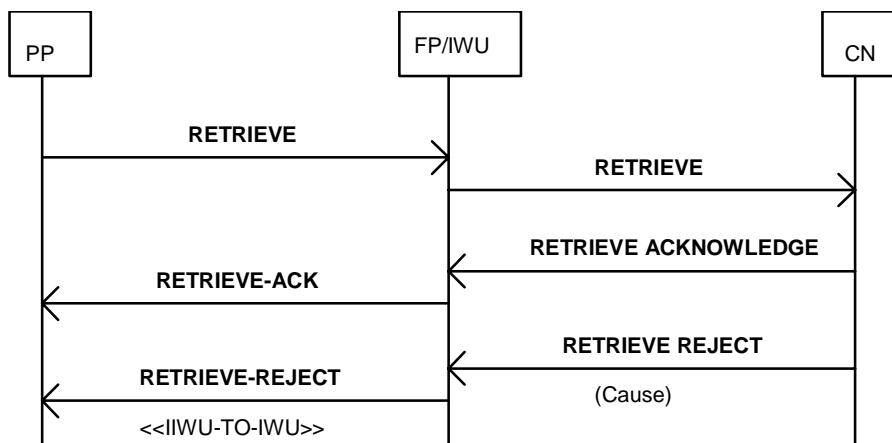 PP
FP/IWU
CN
RETRIEVE
RETRIEVE
RETRIEVE ACKNOWLEDGE
RETRIEVE-ACK
RETRIEVE REJECT
RETRIEVE-REJECT
(Cause)
<<IIWU-TO-IWU>>